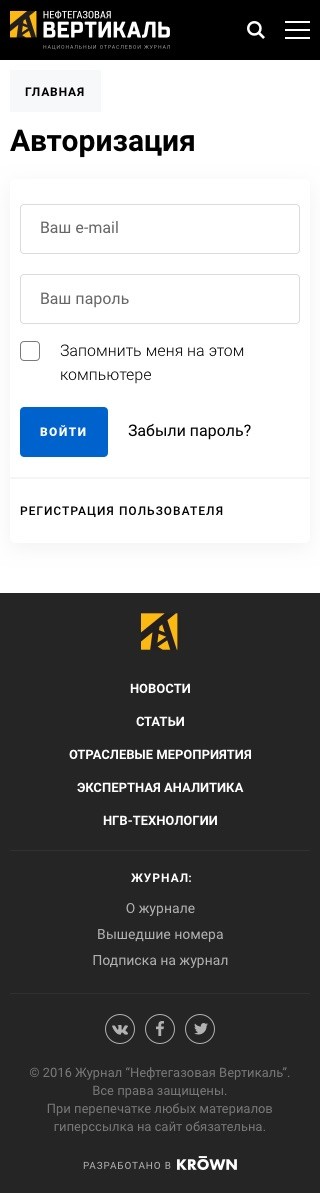 НЕФТЕГАЗОВАЯ
ВЕРТИКАЛЬ
НАЦИОНАЛЬНЫЙ ОТРАСЛЕВОЙ ЖУРНАЛ
ГЛАВНАЯ
Авторизация
Ваш e-mail
Ваш пароль
Запомнить меня на этом
компьютере
ВОЙТИ
Забыли пароль?
РЕГИСТРАЦИЯ ПОЛЬЗОВАТЕЛЯ
НОВОСТИ
СТАТЬИ
ОТРАСЛЕВЫЕ МЕРОПРИЯТИЯ
ЭКСПЕРТНАЯ АНАЛИТИКА
НГВ-ТЕХНОЛОГИИ
ЖУРНАЛ:
О журнале
Вышедшие номера
Подписка на журнал
© 2016 Журнал "Нефтегазовая Вертикаль".
Все права защищены.
При перепечатке любых материалов
гиперссылка на сайт обязательна.
РАЗРАБОТАНО В KRŌWN